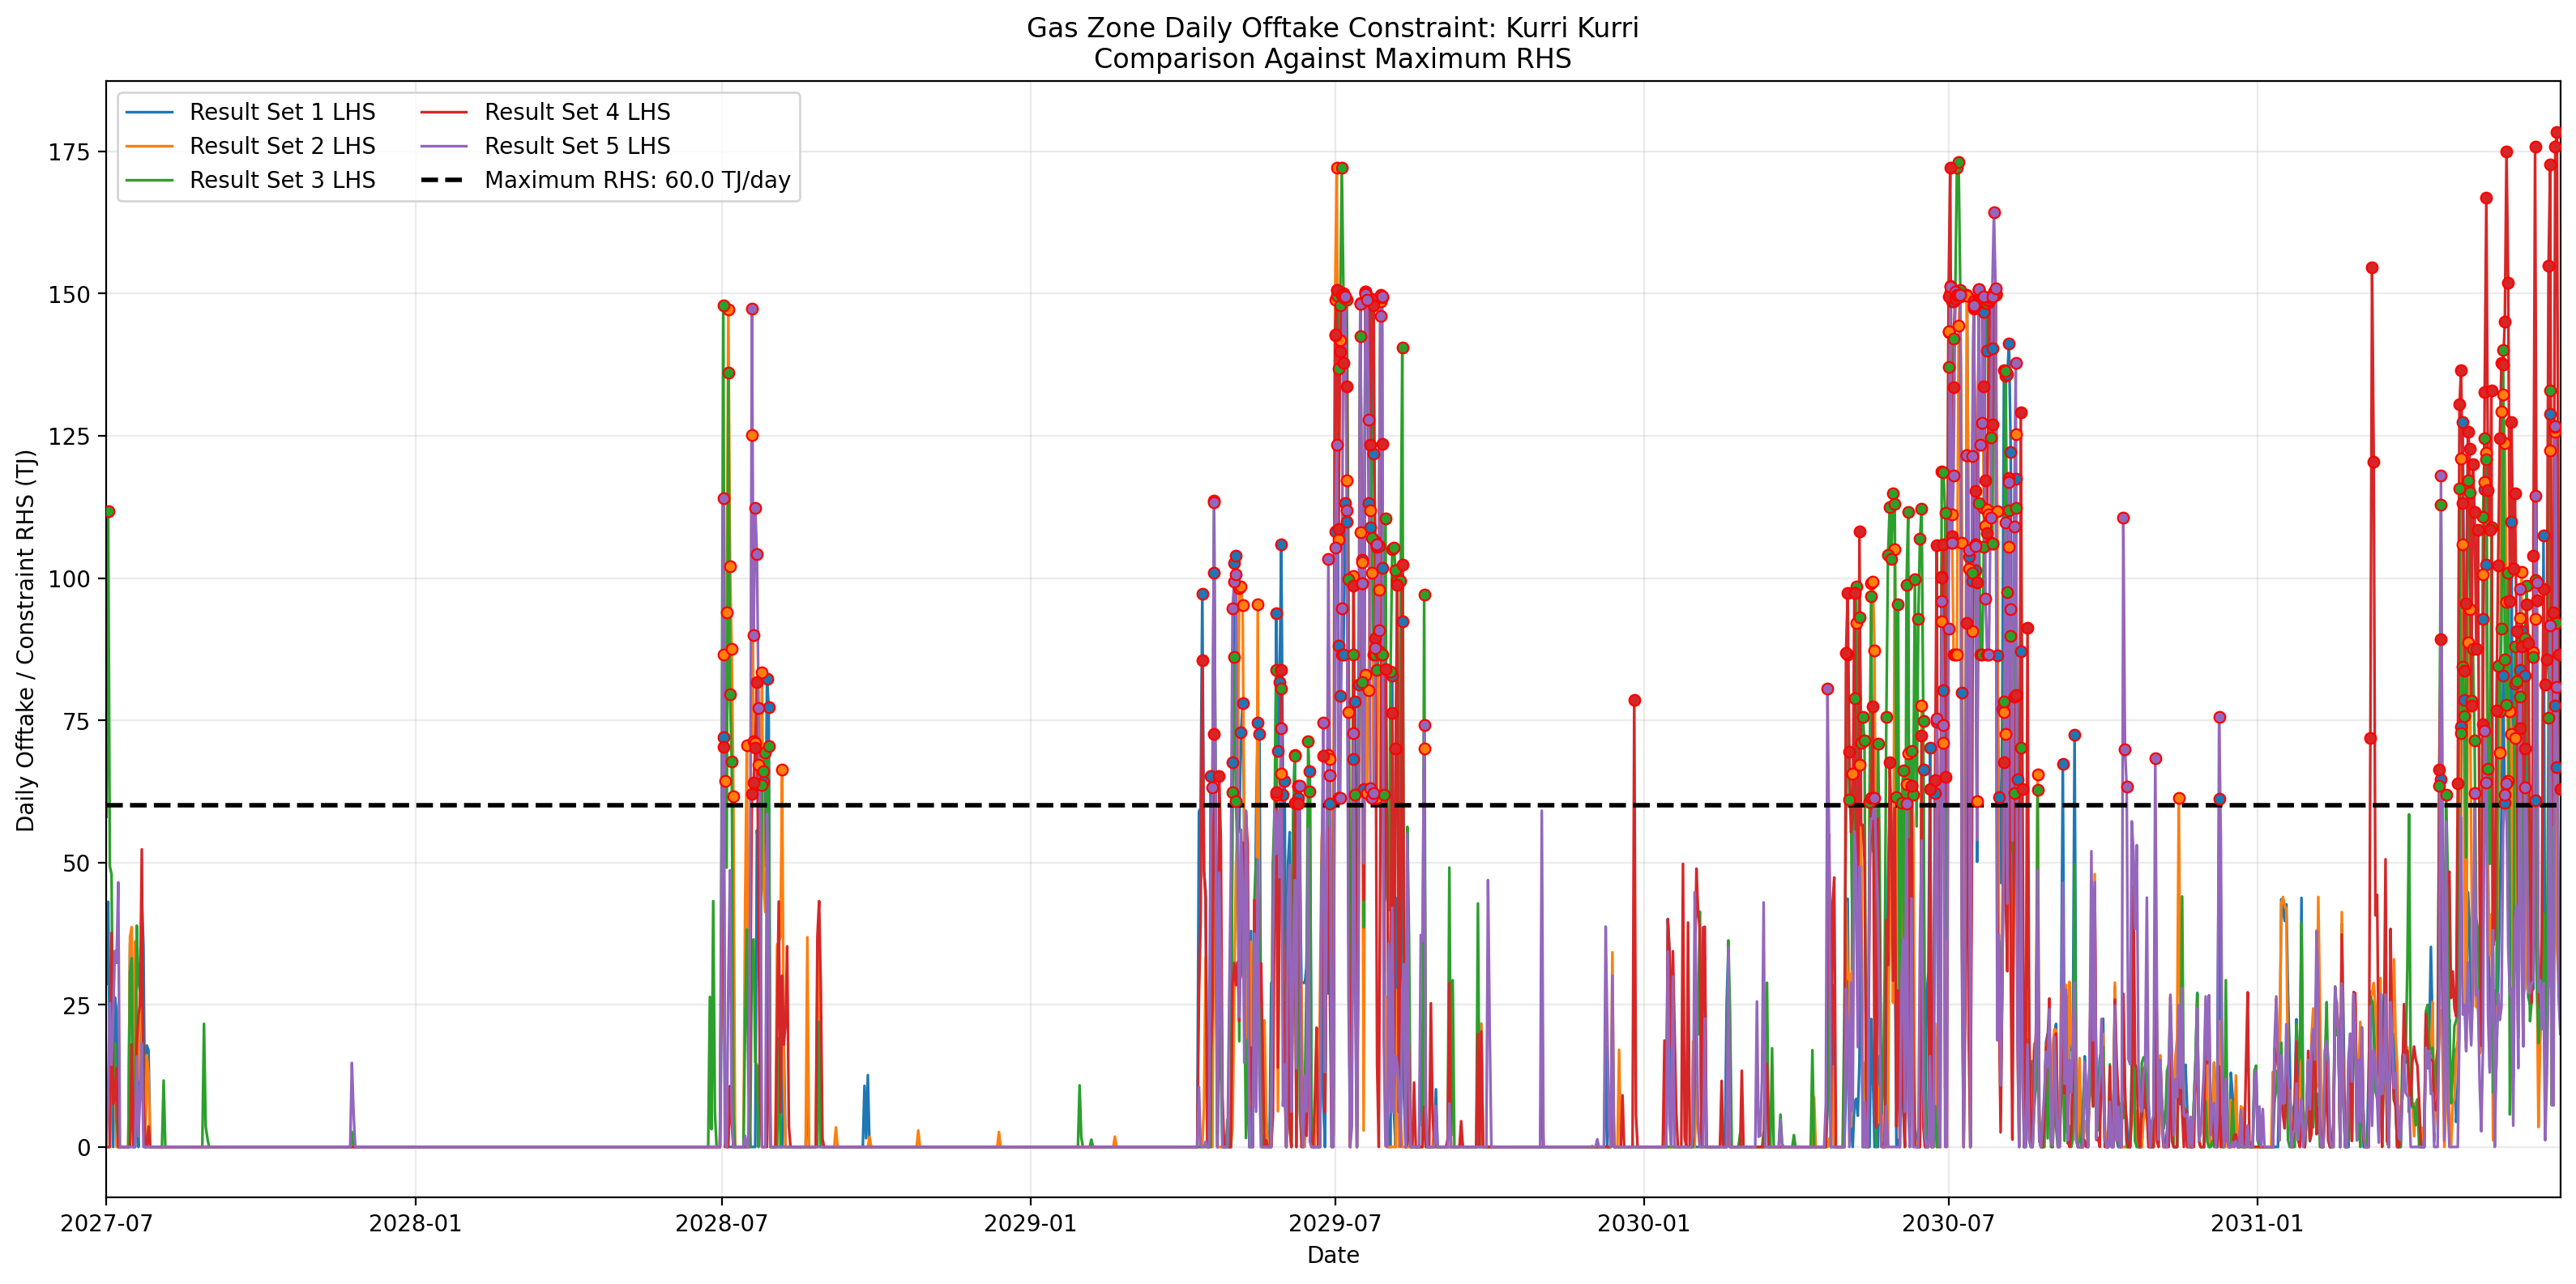 Gas Zone Daily Offtake Constraint: Kurri Kurri
Comparison Against Maximum RHS
Result Set 1 LHS
Result Set 2 LHS
Result Set 3 LHS
Result Set 4 LHS
Result Set 5 LHS
Maximum RHS: 60.0 TJ/day
Daily Offtake / Constraint RHS (TJ)
175
150
125
100
75
50
25
0
2027-07
2028-01
2028-07
2029-01
2029-07
2030-01
2030-07
2031-01
Date